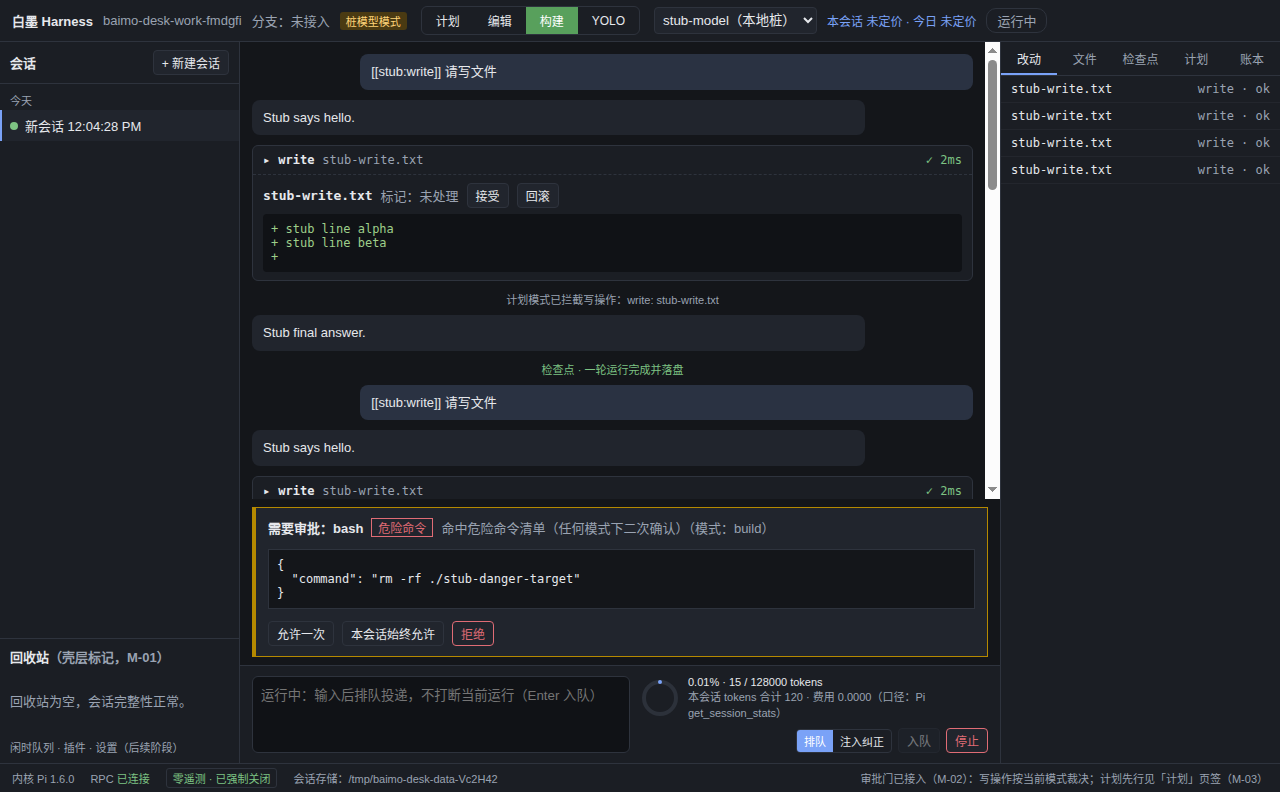 白墨 Harness baimo-desk-work-fmdgfi 分支：未接入 桩模型模式 计划 编辑 构建 YOLO stub-model（本地桩） 本会话 未定价 · 今日 未定价 运行中
会话 + 新建会话
今天
新会话 12:04:28 PM
回收站（壳层标记，M-01）
回收站为空，会话完整性正常。
闲时队列 · 插件 · 设置（后续阶段）
[[stub:write]] 请写文件
Stub says hello.
▸ write stub-write.txt ✓ 2ms
stub-write.txt 标记：未处理 接受 回滚
+ stub line alpha
+ stub line beta
+
计划模式已拦截写操作：write: stub-write.txt
Stub final answer.
检查点 · 一轮运行完成并落盘
[[stub:write]] 请写文件
Stub says hello.
▸ write stub-write.txt ✓ 2ms
需要审批：bash 危险命令 命中危险命令清单（任何模式下二次确认）（模式：build）
{
"command": "rm -rf ./stub-danger-target"
}
允许一次 本会话始终允许 拒绝
运行中：输入后排队投递，不打断当前运行（Enter 入队）
0.01% · 15 / 128000 tokens
本会话 tokens 合计 120 · 费用 0.0000（口径：Pi
get_session_stats）
排队 注入纠正 入队 停止
改动 文件 检查点 计划 账本
stub-write.txt write · ok
stub-write.txt write · ok
stub-write.txt write · ok
stub-write.txt write · ok
内核 Pi 1.6.0 RPC 已连接 零遥测 · 已强制关闭 会话存储：/tmp/baimo-desk-data-Vc2H42 审批门已接入（M-02）：写操作按当前模式裁决；计划先行见「计划」页签（M-03）